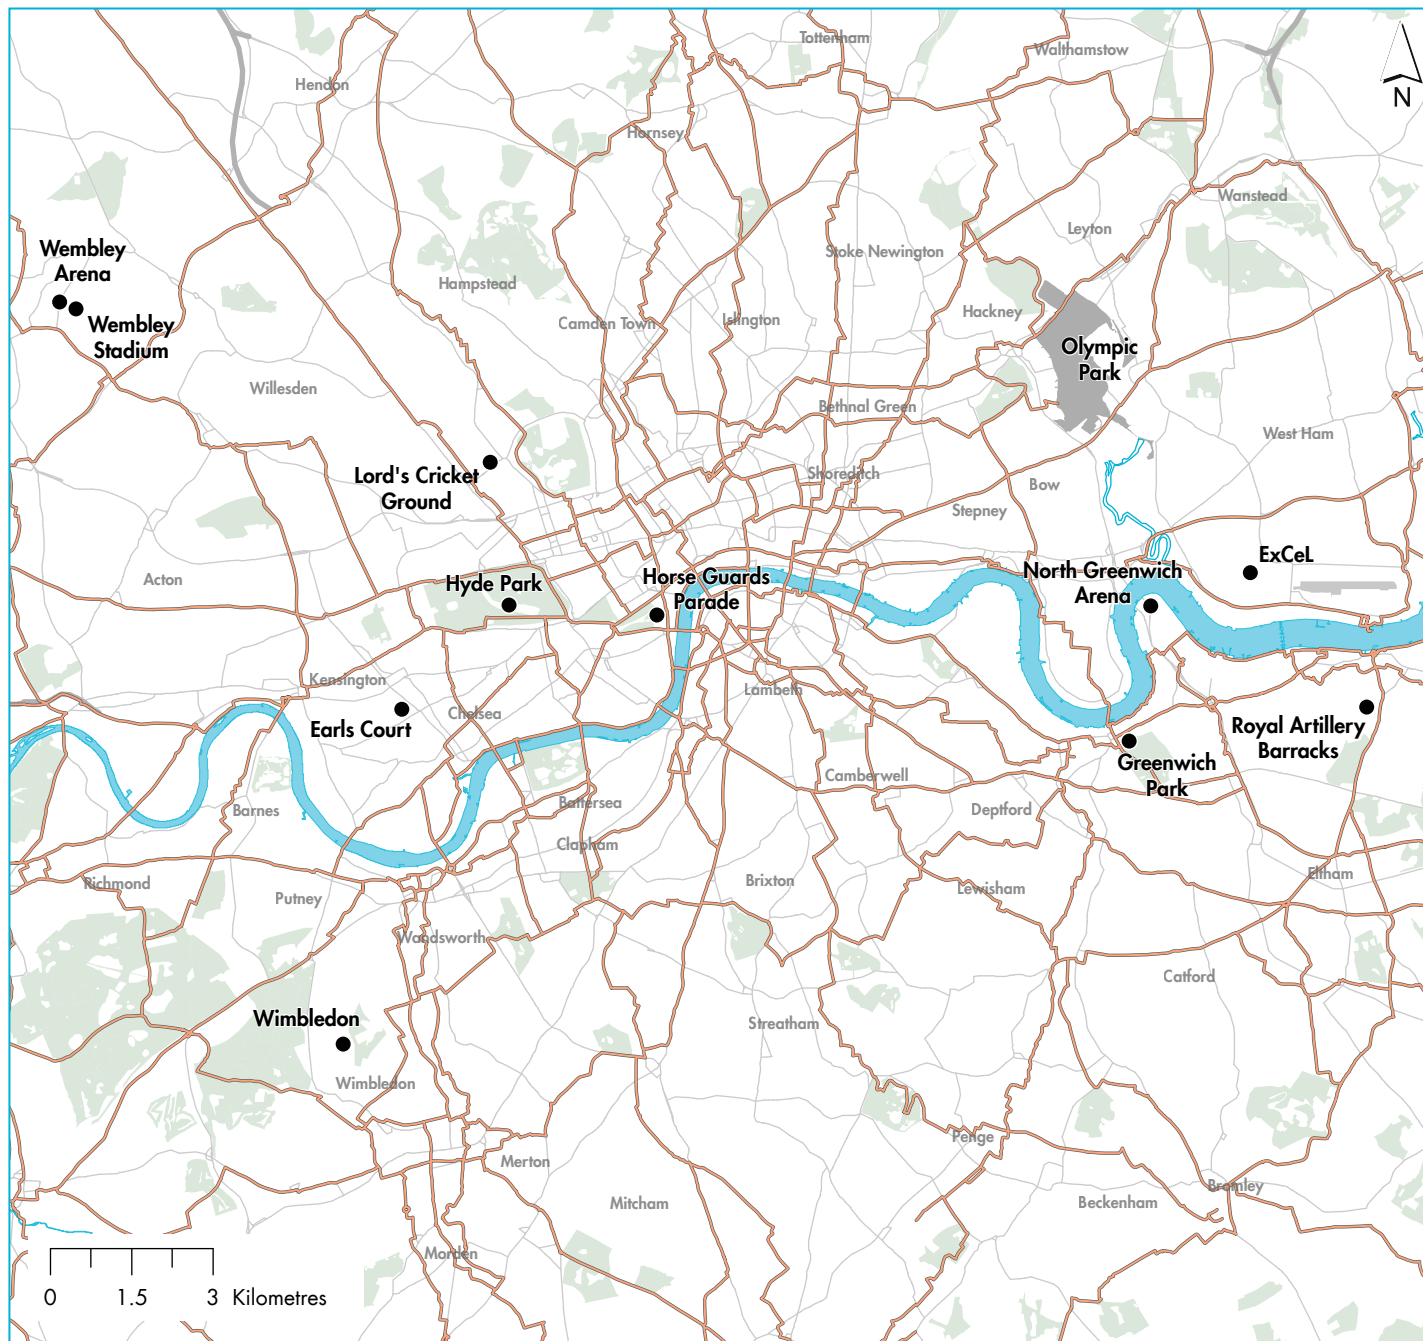 Tottenham
Walthamstow
Hendon
N
Hornsey
Wanstead
Leyton
Wembley
Arena
Stoke Newington
Hampstead
Hackney
Wembley
Stadium
Camden Town
Islington
Olympic
Park
Willesden
Bethnal Green
West Ham
Lord's Cricket
Ground
Shoreditch
Bow
Stepney
ExCeL
Acton
Hyde Park
Horse Guards
Parade
North Greenwich
Arena
Kensington
Lambeth
Chelsea
Earls Court
Royal Artillery
Barracks
Greenwich
Park
Camberwell
Barnes
Battersea
Deptford
Clapham
Richmond
Brixton
Eltham
Lewisham
Putney
Wandsworth
Catford
Wimbledon
Streatham
Wimbledon
Penge
Merton
Bromley
Mitcham
Beckenham
Morden
0 1.5 3 Kilometres